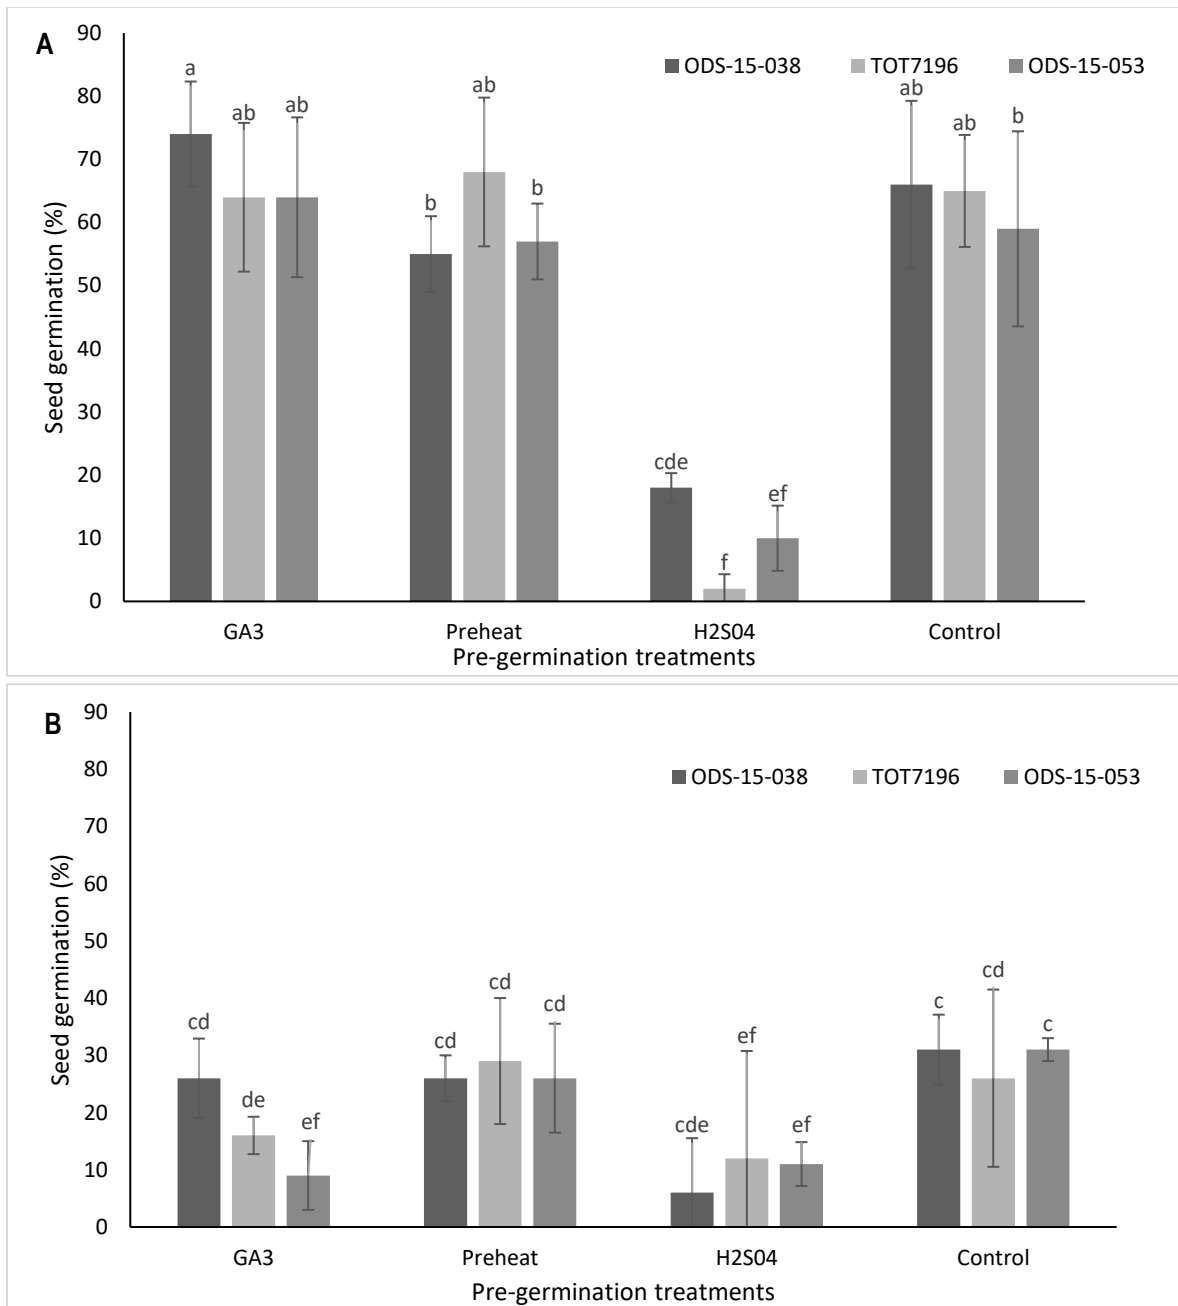 A
90
80
70
60
50
40
30
20
10
0
Seed germination (%)
ODS-15-038 TOT7196 ODS-15-053
a ab ab
b ab b
cde f ef
ab ab b
GA3 Preheat H2S04 Control
Pre-germination treatments
B
90
80
70
60
50
40
30
20
10
0
Seed germination (%)
ODS-15-038 TOT7196 ODS-15-053
cd de ef
cd cd cd
cde ef ef
c cd c
GA3 Preheat H2S04 Control
Pre-germination treatments